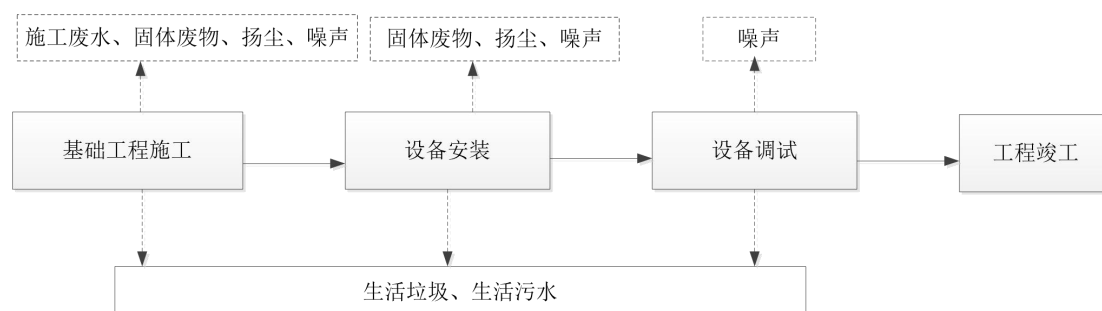 施工废水、固体废物、扬尘、噪声
固体废物、扬尘、噪声
噪声
基础工程施工
设备安装
设备调试
工程竣工
生活垃圾、生活污水